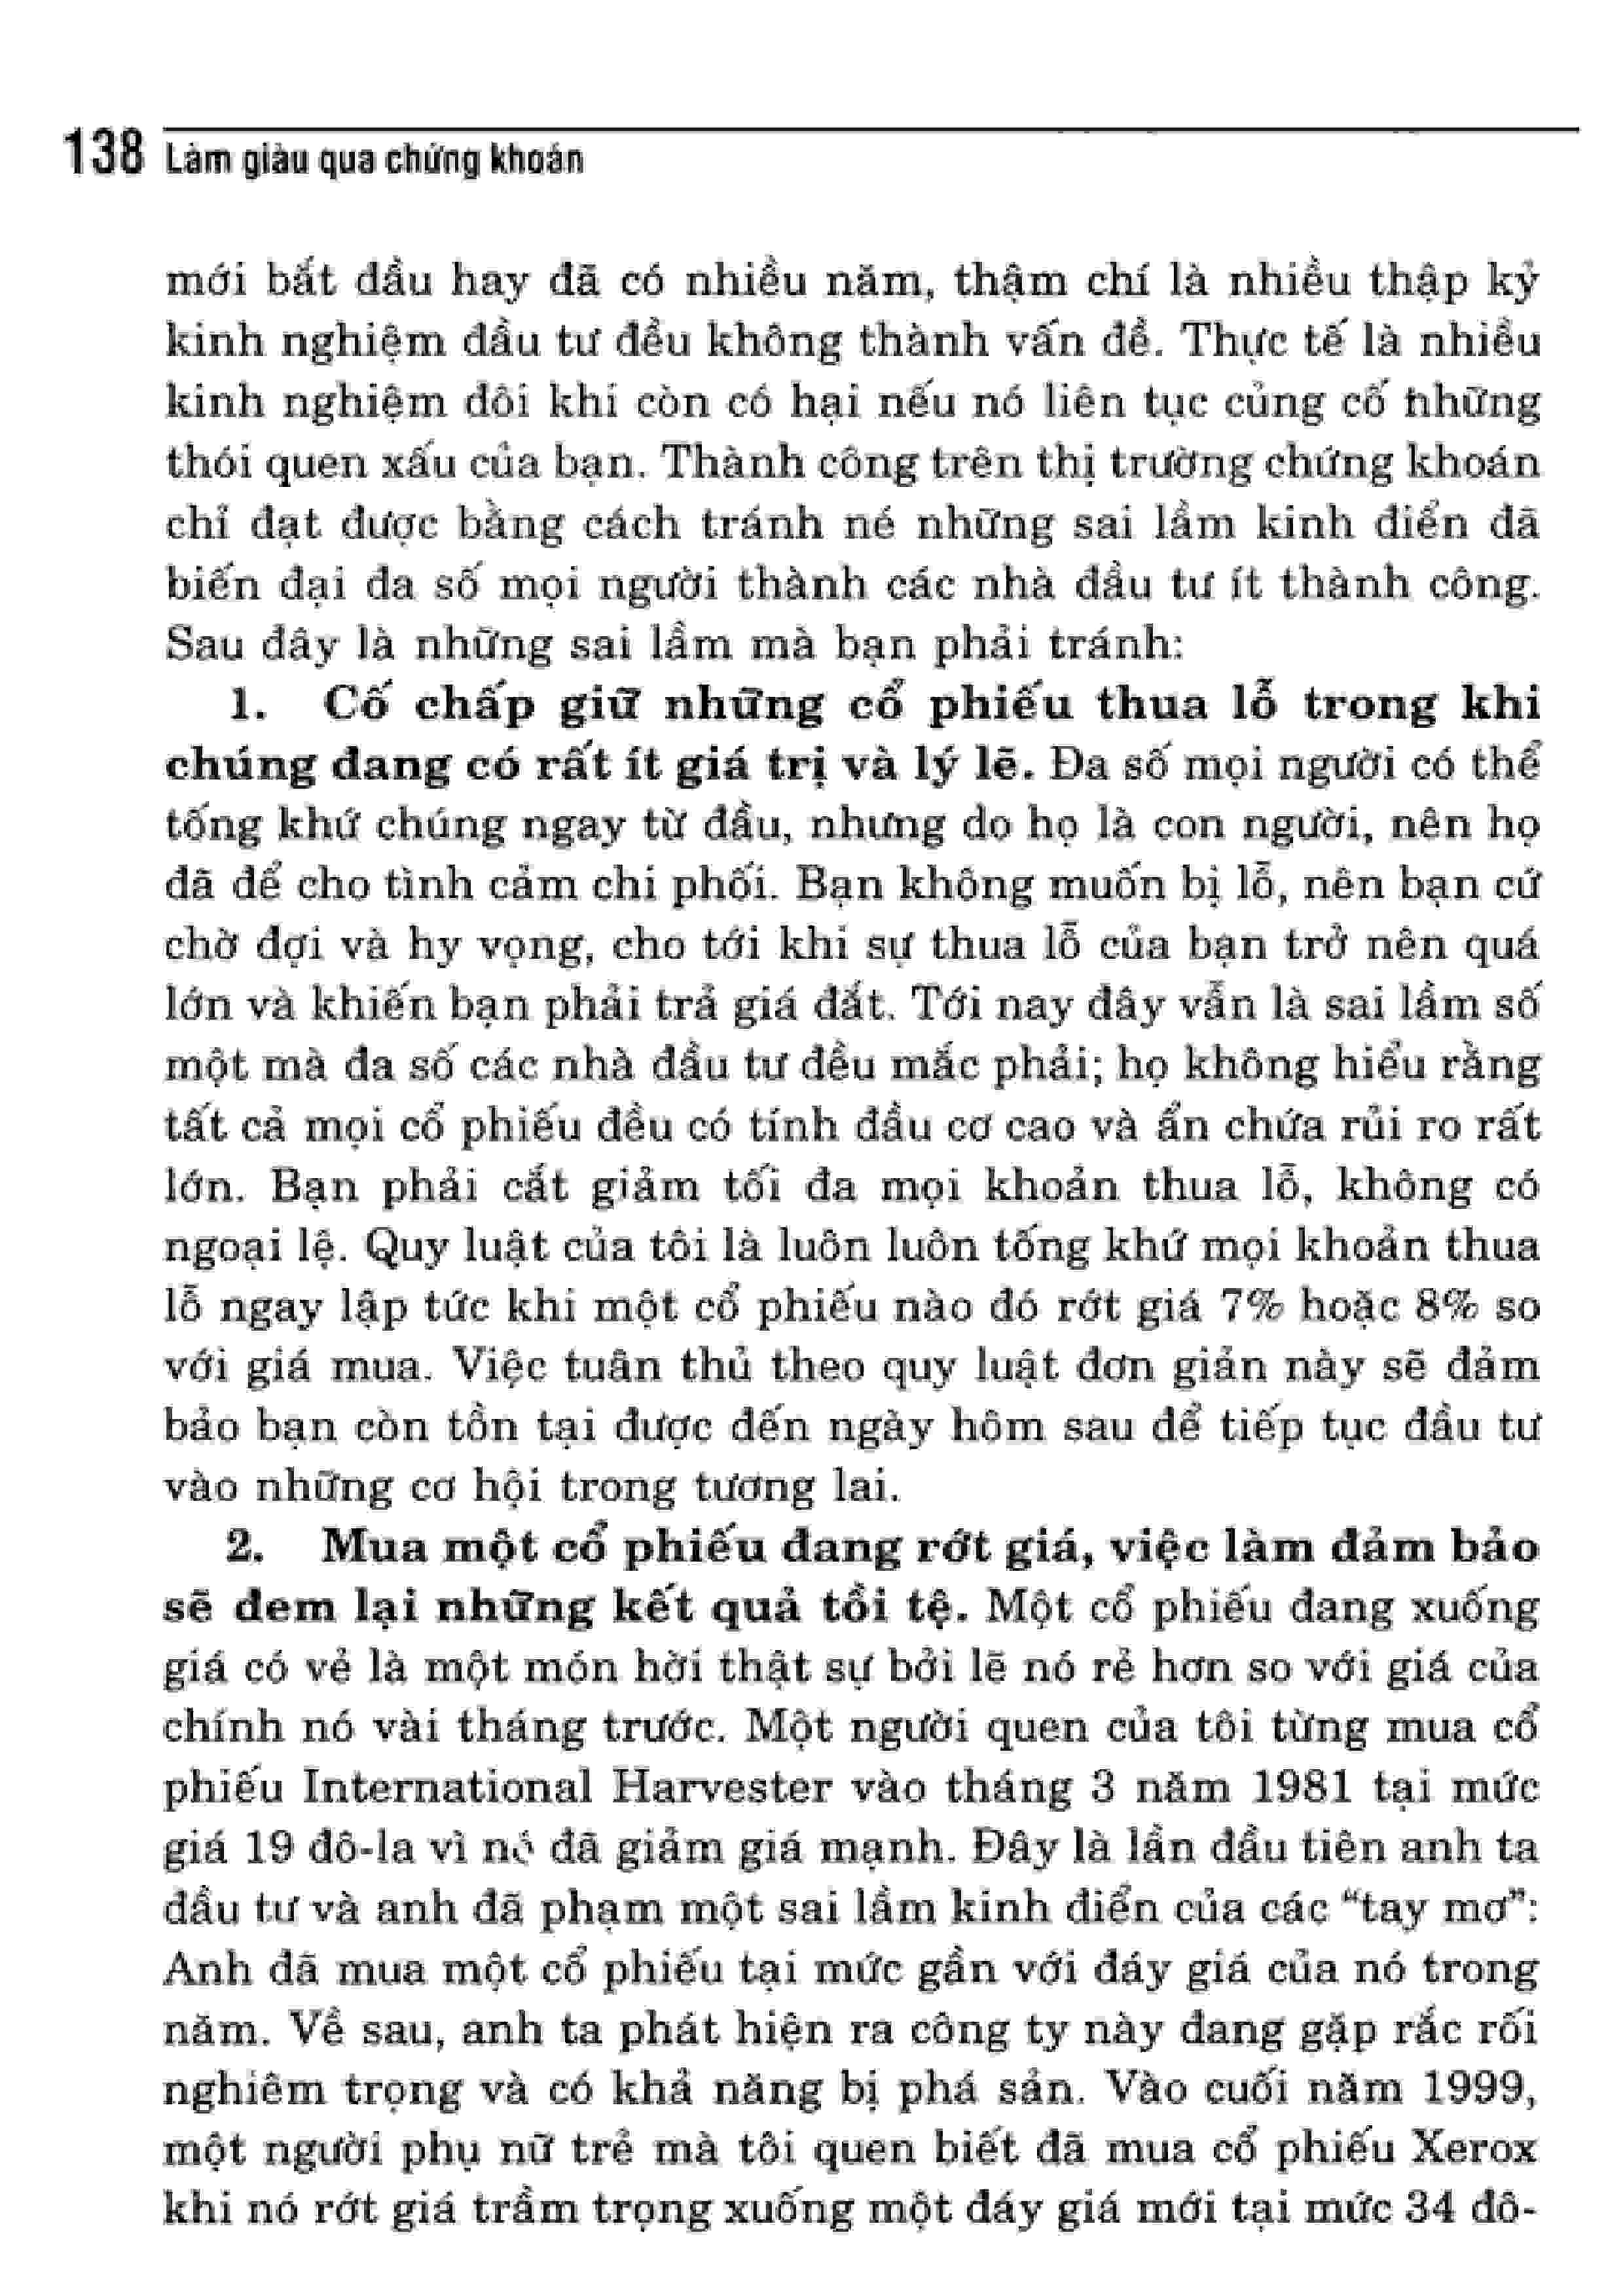 138 Làm giàu qua chứng khoán
mới bắt đầu hay đã có nhiều năm, thậm chí là nhiều thập kỷ
kinh nghiệm đầu tư đều không thành vấn đề. Thực tế là nhiều
kinh nghiệm đôi khi còn có hại nếu nó liên tục củng cố những
thói quen xấu của bạn. Thành công trên thị trường chứng khoán
chỉ đạt được bằng cách tránh né những sai lầm kinh điển đã
biến đại đa số mọi người thành các nhà đầu tư ít thành công.
Sau đây là những sai lầm mà bạn phải tránh:
1. Cố chấp giữ những cổ phiếu thua lỗ trong khi
chúng đang có rất ít giá trị và lý lẽ. Đa số mọi người có thể
tống khứ chúng ngay từ đầu, nhưng do họ là con người, nên họ
đã để cho tình cảm chi phối. Bạn không muốn bị lỗ, nên bạn cứ
chờ đợi và hy vọng, cho tới khi sự thua lỗ của bạn trở nên quá
lớn và khiến bạn phải trả giá đắt. Tới nay đây vẫn là sai lầm số
một mà đa số các nhà đầu tư đều mắc phải; họ không hiểu rằng
tất cả mọi cổ phiếu đều có tính đầu cơ cao và ẩn chứa rủi ro rất
lớn. Bạn phải cắt giảm tối đa mọi khoản thua lỗ, không có
ngoại lệ. Quy luật của tôi là luôn luôn tống khứ mọi khoản thua
lỗ ngay lập tức khi một cổ phiếu nào đó rớt giá 7% hoặc 8% so
với giá mua. Việc tuân thủ theo quy luật đơn giản này sẽ đảm
bảo bạn còn tồn tại được đến ngày hôm sau để tiếp tục đầu tư
vào những cơ hội trong tương lai.
2. Mua một cổ phiếu đang rớt giá, việc làm đảm bảo
sẽ đem lại những kết quả tồi tệ. Một cổ phiếu đang xuống
giá có vẻ là một món hời thật sự bởi lẽ nó rẻ hơn so với giá của
chính nó vài tháng trước. Một người quen của tôi từng mua cổ
phiếu International Harvester vào tháng 3 năm 1981 tại mức
giá 19 đô-la vì nó đã giảm giá mạnh. Đây là lần đầu tiên anh ta
đầu tư và anh đã phạm một sai lầm kinh điển của các “tay mơ”:
Anh đã mua một cổ phiếu tại mức gần với đáy giá của nó trong
năm. Về sau, anh ta phát hiện ra công ty này đang gặp rắc rối
nghiêm trọng và có khả năng bị phá sản. Vào cuối năm 1999,
một người phụ nữ trẻ mà tôi quen biết đã mua cổ phiếu Xerox
khi nó rớt giá trầm trọng xuống một đáy giá mới tại mức 34 đô-